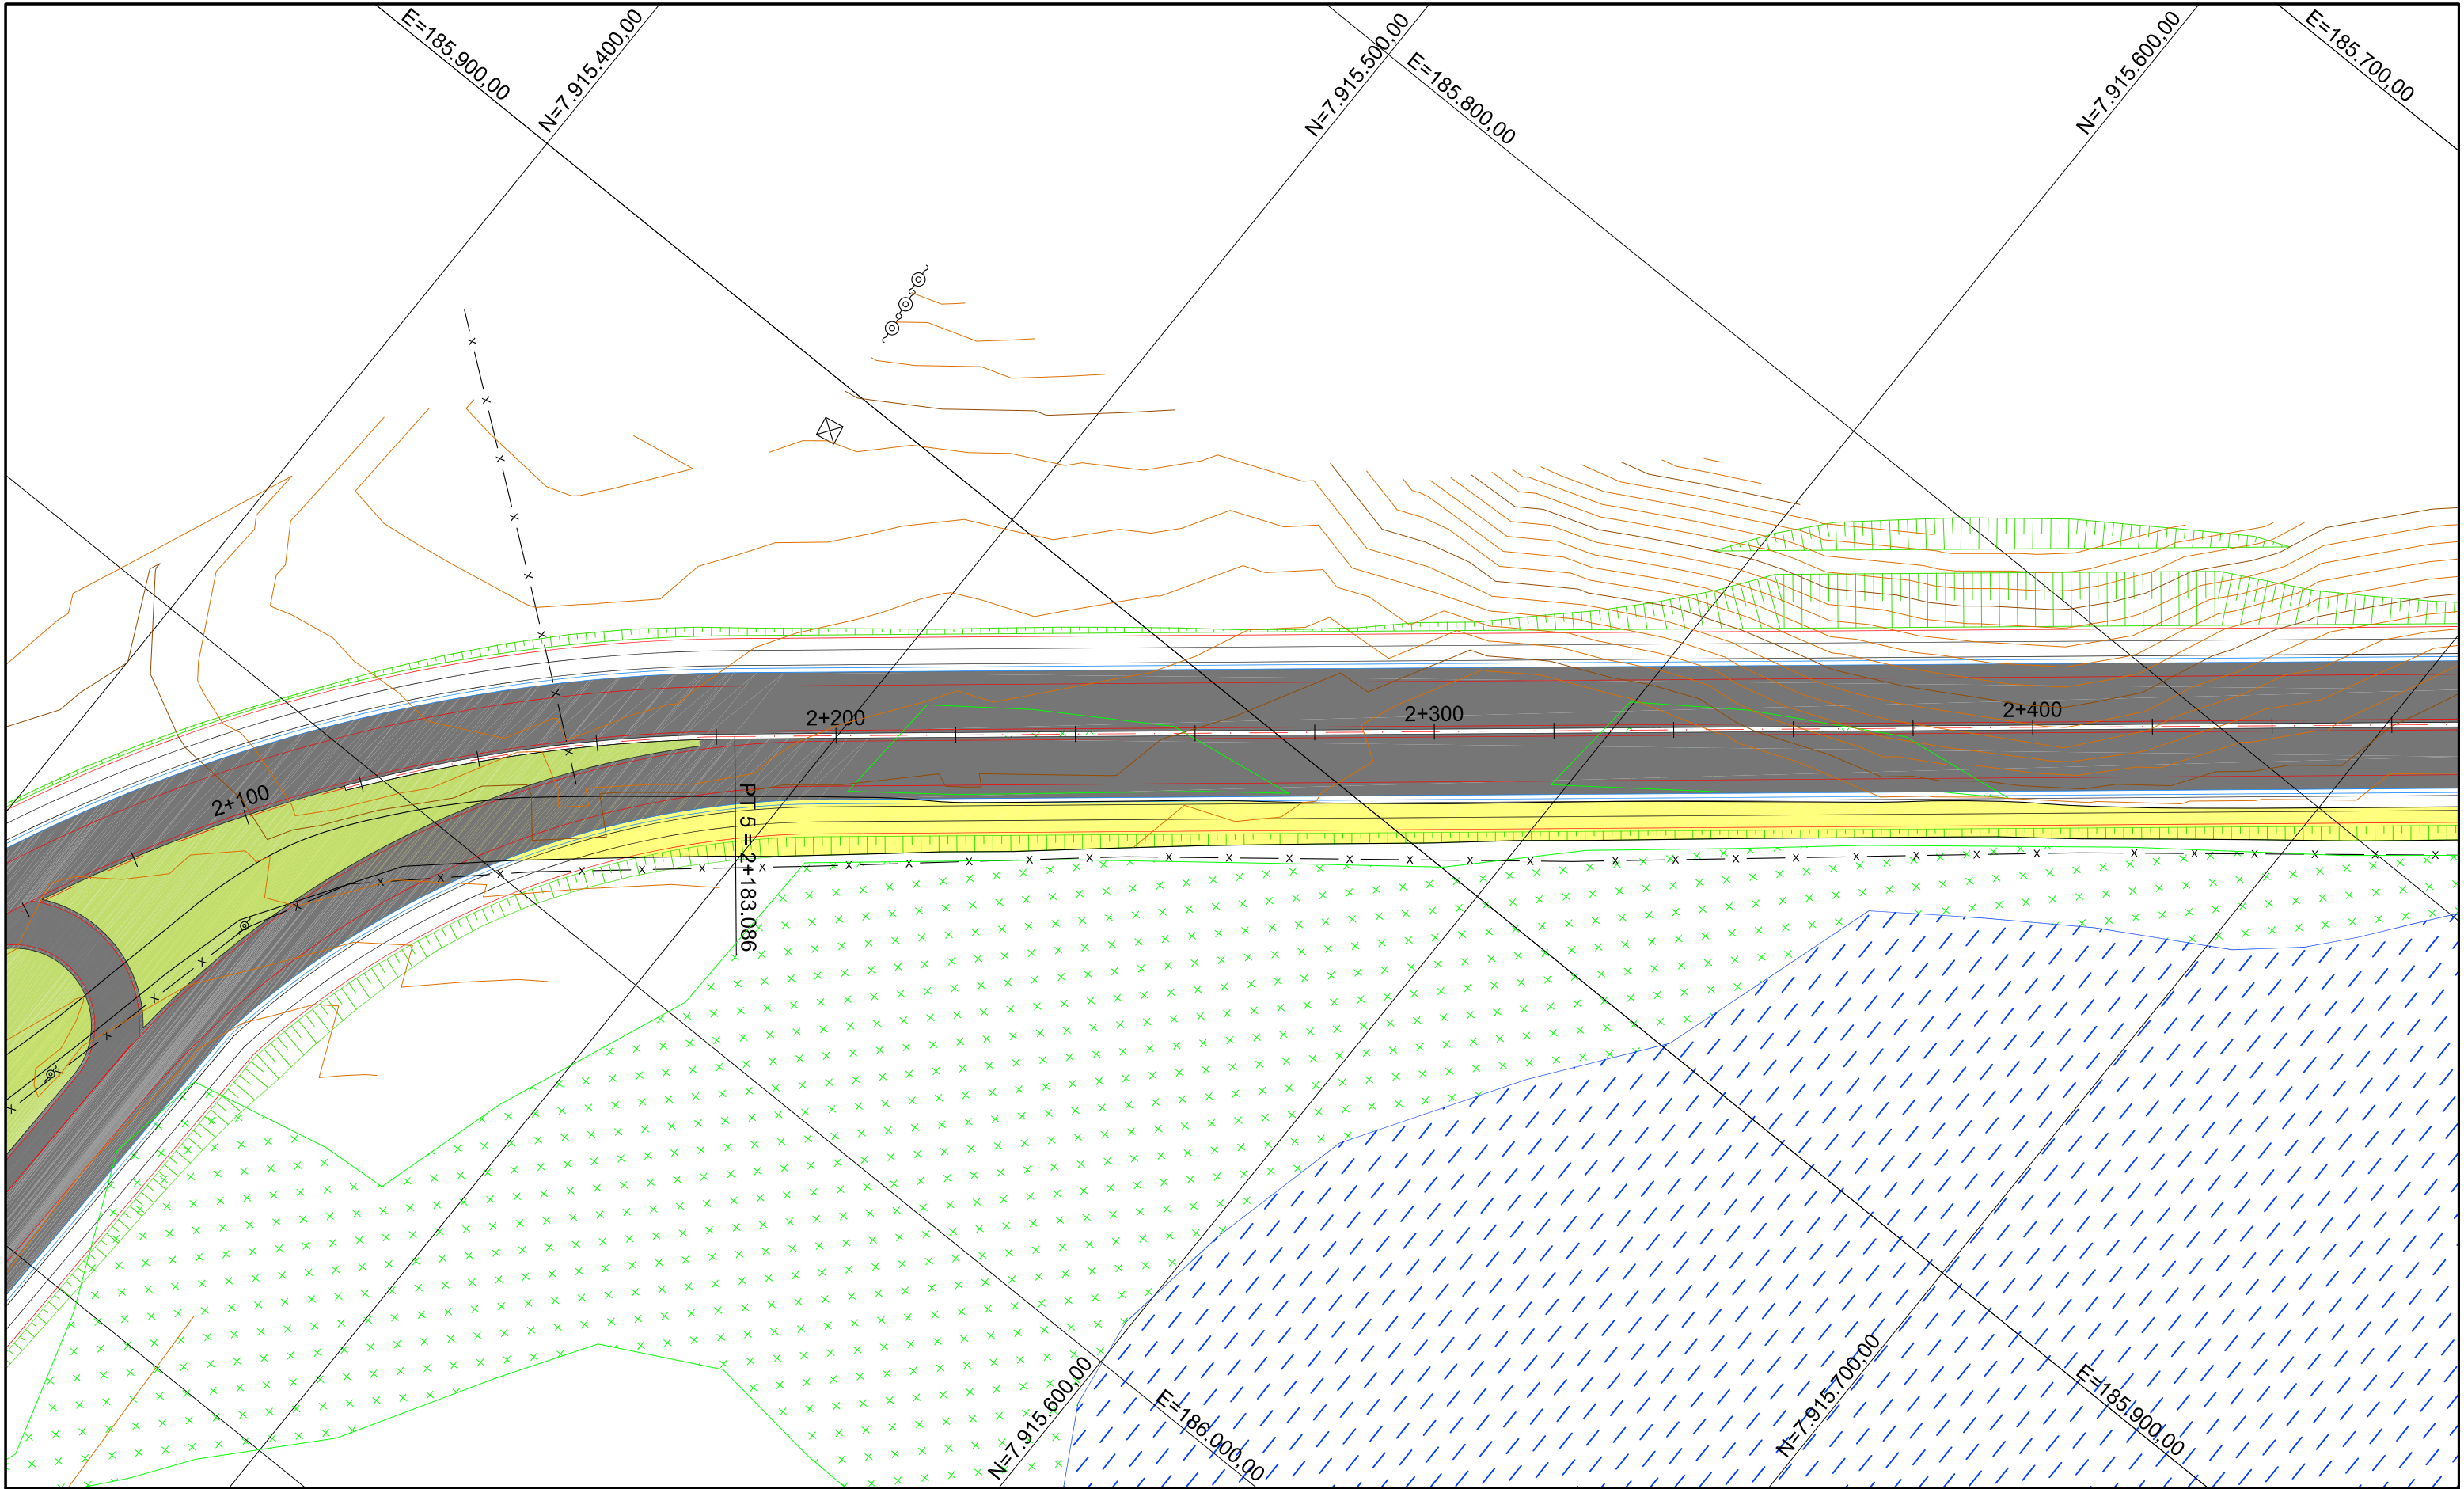 E=185.900,00
N=7.915.400,00
N=7.915.500,00
E=185.800,00
N=7.915.600,00
E=185.700,00
2+100
2+200
2+300
2+400
PT 5 = 2+183.086
N=7.915.600,00
E=186.000,00
N=7.915.700,00
E=185.900,00